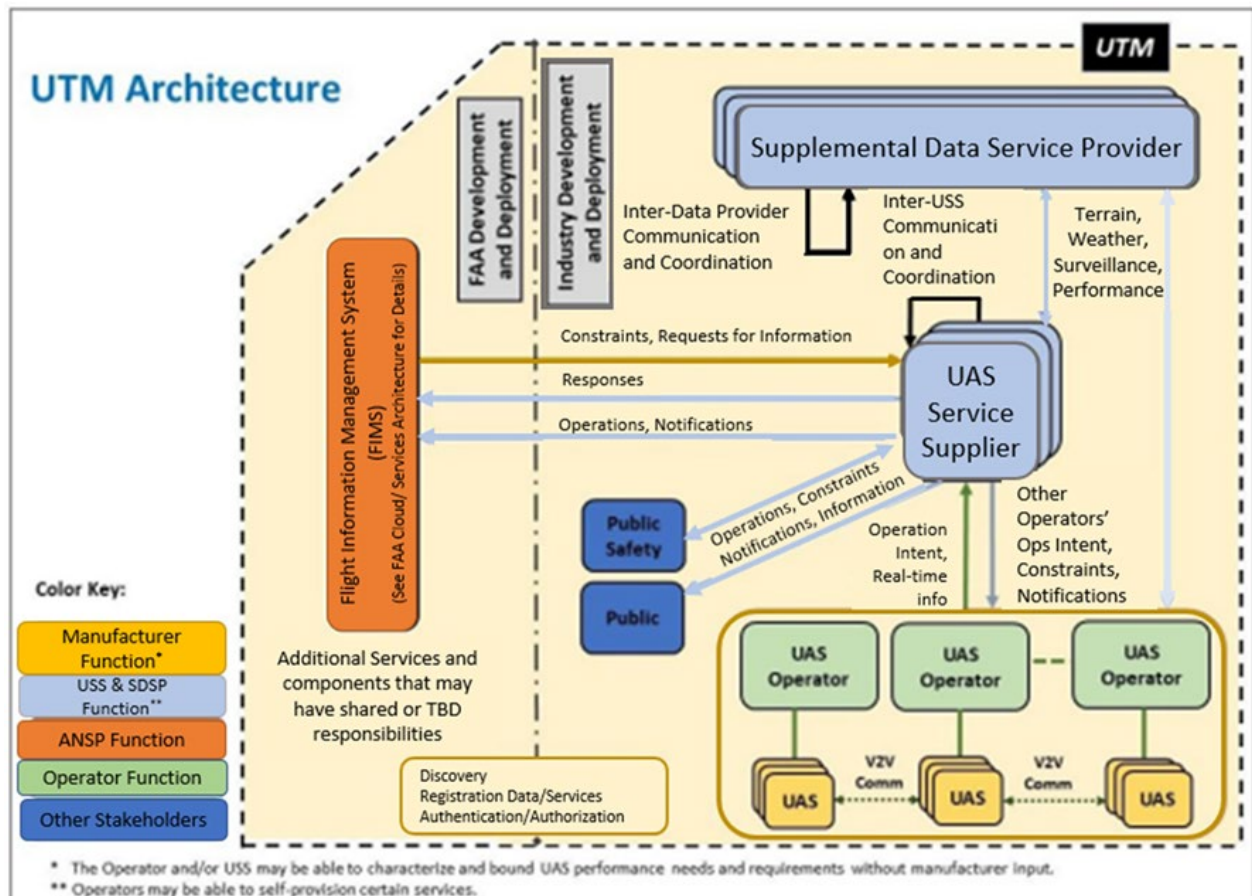 UTM
UTM Architecture
FAA Development
and Deployment
Industry Development
and Deployment
Supplemental Data Service Provider
Inter-Data Provider
Communication
and Coordination
Inter-USS
Communicati
on and
Coordination
Terrain,
Weather,
Surveillance,
Performance
Flight Information Management System
(FIMS)
(See FAA Cloud/ Services Architecture for Details)
Constraints, Requests for Information
Responses
Operations, Notifications
UAS
Service
Supplier
Operations, Constraints
Notifications, Information
Public
Safety
Public
Operation
Intent,
Real-time
info
Other
Operators'
Ops Intent,
Constraints,
Notifications
UAS
Operator
UAS
Operator
UAS
Operator
V2V
Comm
V2V
Comm
UAS
UAS
UAS
Additional Services and
components that may
have shared or TBD
responsibilities
Discovery
Registration Data/Services
Authentication/Authorization
Color Key:
Manufacturer
Function*
USS & SDSP
Function**
ANSP Function
Operator Function
Other Stakeholders
* The Operator and/or USS may be able to characterize and bound UAS performance needs and requirements without manufacturer input.
** Operators may be able to self-provision certain services.